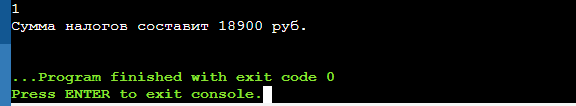 1
Сумма налогов составит 18900 руб.
...Program finished with exit code 0
Press ENTER to exit console.